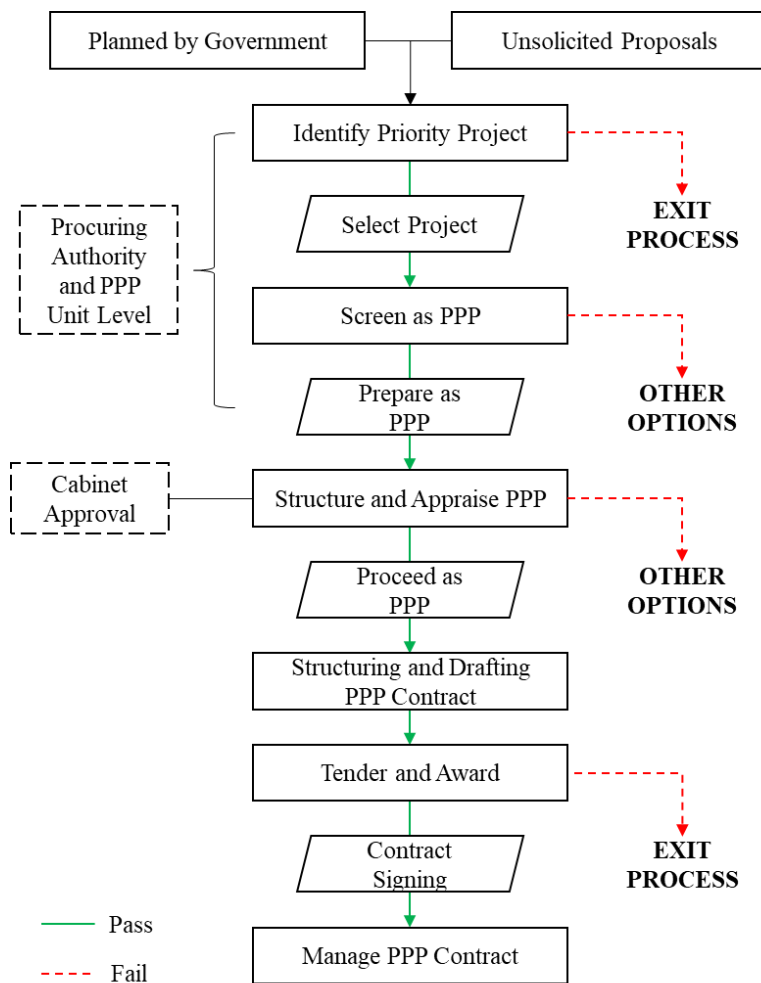 Planned by Government
Unsolicited Proposals
Identify Priority Project
EXIT
PROCESS
Select Project
Procuring
Authority
and PPP
Unit Level
Screen as PPP
OTHER
OPTIONS
Prepare as
PPP
Cabinet
Approval
Structure and Appraise PPP
OTHER
OPTIONS
Proceed as
PPP
Structuring and Drafting
PPP Contract
Tender and Award
EXIT
PROCESS
Contract
Signing
Manage PPP Contract
Pass
Fail